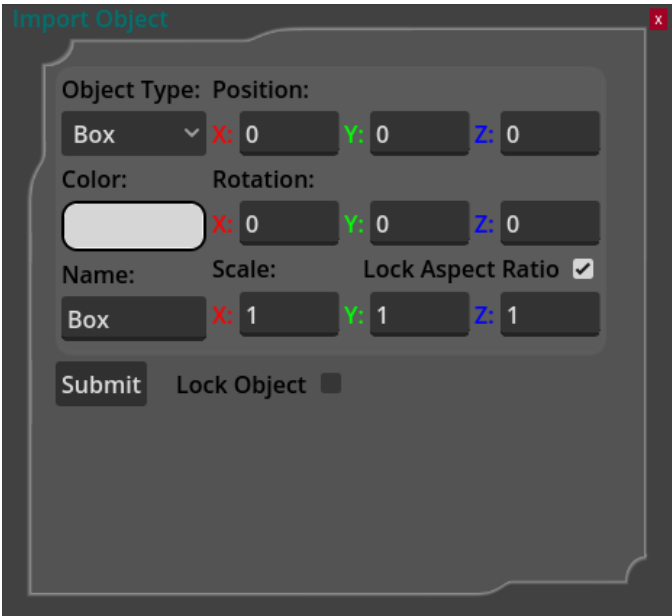 Import Object
x
Object Type: Position:
Box X: 0 Y: 0 Z: 0
Color: Rotation:
X: 0 Y: 0 Z: 0
Name: Scale: Lock Aspect Ratio
Box X: 1 Y: 1 Z: 1
Submit Lock Object